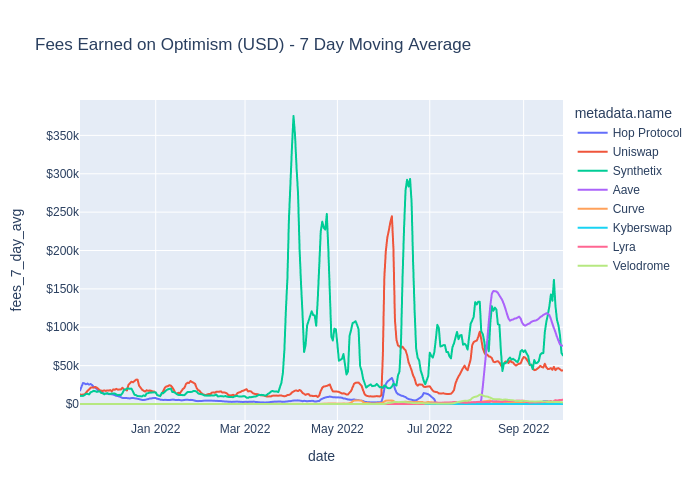 Fees Earned on Optimism (USD) - 7 Day Moving Average
metadata.name
Hop Protocol
Uniswap
Synthetix
Aave
Curve
Kyberswap
Lyra
Velodrome
fees_7_day_avg
$350k
$300k
$250k
$200k
$150k
$100k
$50k
$0
Jan 2022
Mar 2022
May 2022
Jul 2022
Sep 2022
date